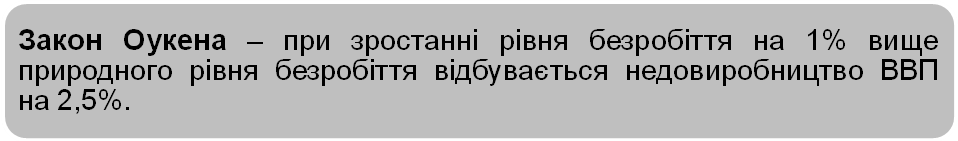 Закон Оукена – при зростанні рівня безробіття на 1% вище
природного рівня безробіття відбувається недовиробництво ВВП
на 2,5%.